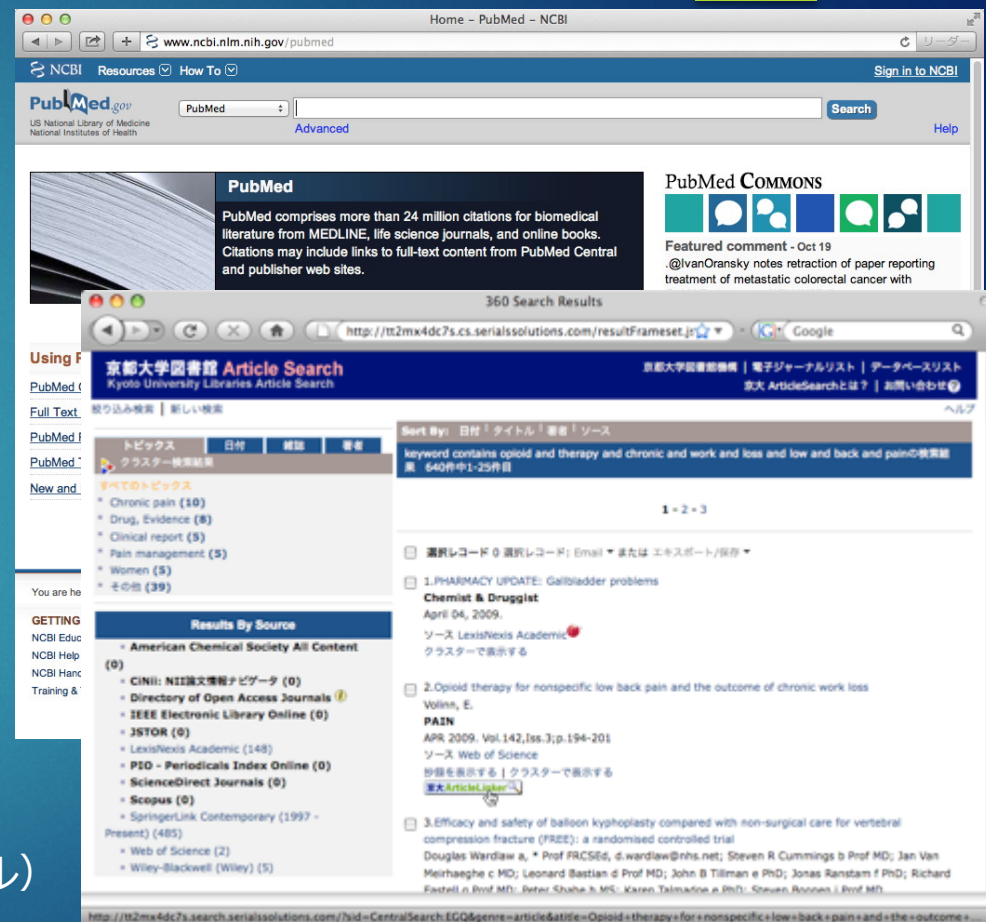 Home - PubMed - NCBI
www.ncbi.nlm.nih.gov/pubmed
リーダー
NCBI Resources How To
Sign in to NCBI
PubMed.gov
US National Library of Medicine
National Institutes of Health
PubMed
Search
Advanced
Help
PubMed
PubMed comprises more than 24 million citations for biomedical
literature from MEDLINE, life science journals, and online books.
Citations may include links to full-text content from PubMed Central
and publisher web sites.
PubMed COMMONS
Featured comment - Oct 19
.@IvanOransky notes retraction of paper reporting
treatment of metastatic colorectal cancer with
Using
PubMed
Full Text
PubMed
PubMed
New and
You are he
GETTING
NCBI Educ
NCBI Help
NCBI Hand
Training &
360 Search Results
http://tt2mx4dc7s.cs.serialssolutions.com/resultFrameset.js
Google
京都大学図書館 Article Search
Kyoto University Libraries Article Search
京都大学図書館機構 | 電子ジャーナルリスト | データベースリスト
京大 ArticleSearchとは? | お問い合わせ
絞り込み検索 | 新しい検索
ヘルプ
トピックス 日付 雑誌 著者
クラスター検索結果
すべてのトピックス
Chronic pain (10)
Drug, Evidence (8)
Clinical report (5)
Pain management (5)
Women (5)
その他 (39)
Results By Source
American Chemical Society All Content
(0)
CiNii: NII論文情報ナビゲータ (0)
Directory of Open Access Journals
IEEE Electronic Library Online (0)
JSTOR (0)
LexisNexis Academic (148)
PIO - Periodicals Index Online (0)
ScienceDirect Journals (0)
Scopus (0)
SpringerLink Contemporary (1997 -
Present) (485)
Web of Science (2)
Wiley-Blackwell (Wiley) (5)
Sort By: 日付 タイトル 著者 ソース
keyword contains opioid and therapy and chronic and work and loss and low and back and painの検索結
果 640件中1-25件目
1 - 2 - 3
選択レコード 0 選択レコード: Email または エキスポート/保存
1.PHARMACY UPDATE: Gallbladder problems
Chemist & Druggist
April 04, 2009.
ソース LexisNexis Academic
クラスターで表示する
2.Opioid therapy for nonspecific low back pain and the outcome of chronic work loss
Volinn, E.
PAIN
APR 2009. Vol.142,Iss.3;p.194-201
ソース Web of Science
抄録を表示する | クラスターで表示する
京大ArticleLinker
3.Efficacy and safety of balloon kyphoplasty compared with non-surgical care for vertebral
compression fracture (FREE): a randomised controlled trial
Douglas Wardlaw a, * Prof FRCSEd, d.wardlaw@nhs.net; Steven R Cummings b Prof MD; Jan Van
Meirhaeghe c MD; Leonard Bastian d Prof MD; John B Tillman e PhD; Jonas Ranstam f PhD; Richard
Eastell g Prof MD; Peter Shabe h MS; Karen Talmadge e PhD; Steven Boonen i Prof MD
http://tt2mx4dc7s.search.serialssolutions.com/?sid=CentralSearch:EGQ&genre=article&atitle=Opioid+therapy+for+nonspecific+low+back+pain+and+the+outcome+...
ル)